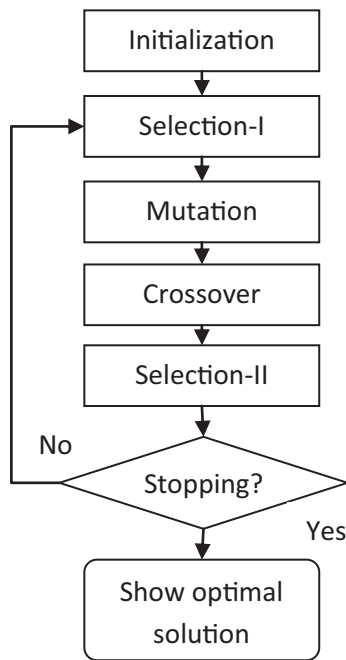 Initialization
Selection-I
Mutation
Crossover
Selection-II
No
Stopping?
Yes
Show optimal
solution